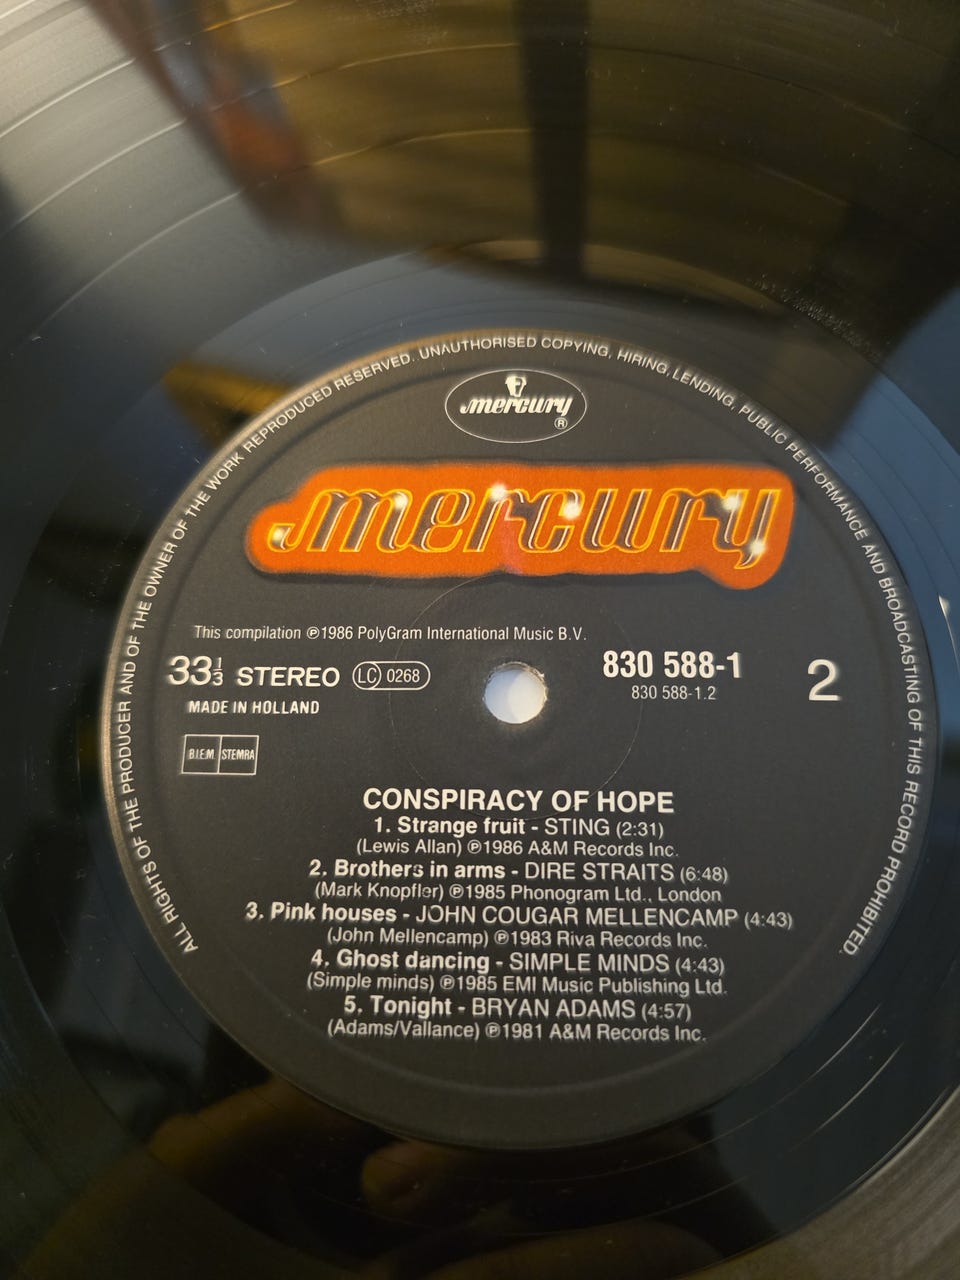 ALL RIGHTS OF THE PRODUCER AND OF THE OWNER OF THE WORK REPRODUCED RESERVED. UNAUTHORISED COPYING, HIRING, LENDING, PUBLIC PERFORMANCE AND BROADCASTING OF THIS RECORD PROHIBITED.
mercury ®
mercury
This compilation ℗1986 PolyGram International Music B.V.
33⅓ STEREO LC 0268 830 588-1 2
830 588-1.2
MADE IN HOLLAND
B.I.E.M STEMRA
CONSPIRACY OF HOPE
1. Strange fruit - STING (2:31)
(Lewis Allan) ℗1986 A&M Records Inc.
2. Brothers in arms - DIRE STRAITS (6:48)
(Mark Knopfler) ℗1985 Phonogram Ltd., London
3. Pink houses - JOHN COUGAR MELLENCAMP (4:43)
(John Mellencamp) ℗1983 Riva Records Inc.
4. Ghost dancing - SIMPLE MINDS (4:43)
(Simple minds) ℗1985 EMI Music Publishing Ltd.
5. Tonight - BRYAN ADAMS (4:57)
(Adams/Vallance) ℗1981 A&M Records Inc.